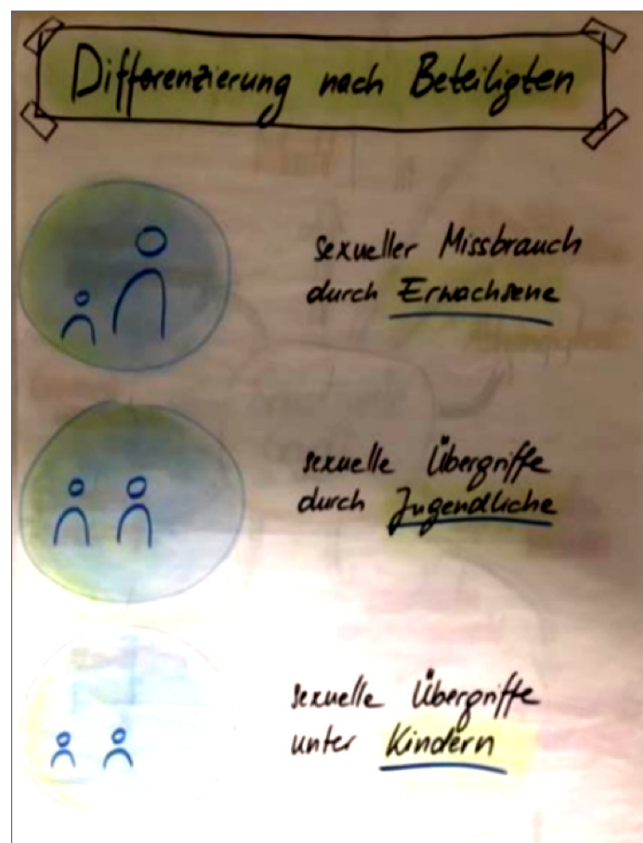 Differenzierung nach Beteiligten
sexueller Missbrauch
durch Erwachsene
sexuelle Übergriffe
durch Jugendliche
sexuelle Übergriffe
unter Kindern